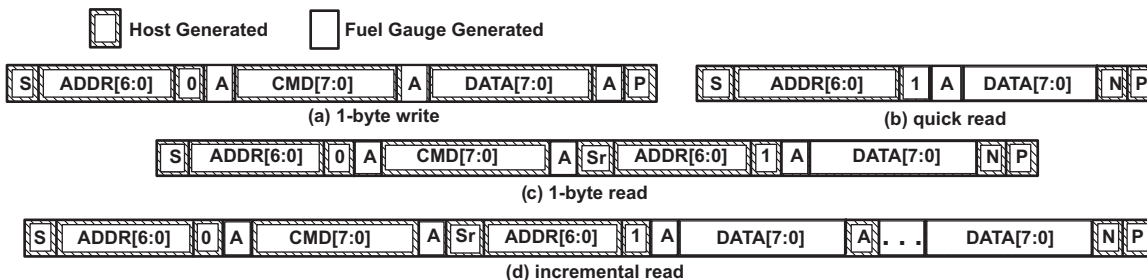 Host Generated Fuel Gauge Generated
S ADDR[6:0] 0 A CMD[7:0] A DATA[7:0] A P
(a) 1-byte write
S ADDR[6:0] 1 A DATA[7:0] N P
(b) quick read
S ADDR[6:0] 0 A CMD[7:0] A Sr ADDR[6:0] 1 A DATA[7:0] N P
(c) 1-byte read
S ADDR[6:0] 0 A CMD[7:0] A Sr ADDR[6:0] 1 A DATA[7:0] A . . . DATA[7:0] N P
(d) incremental read